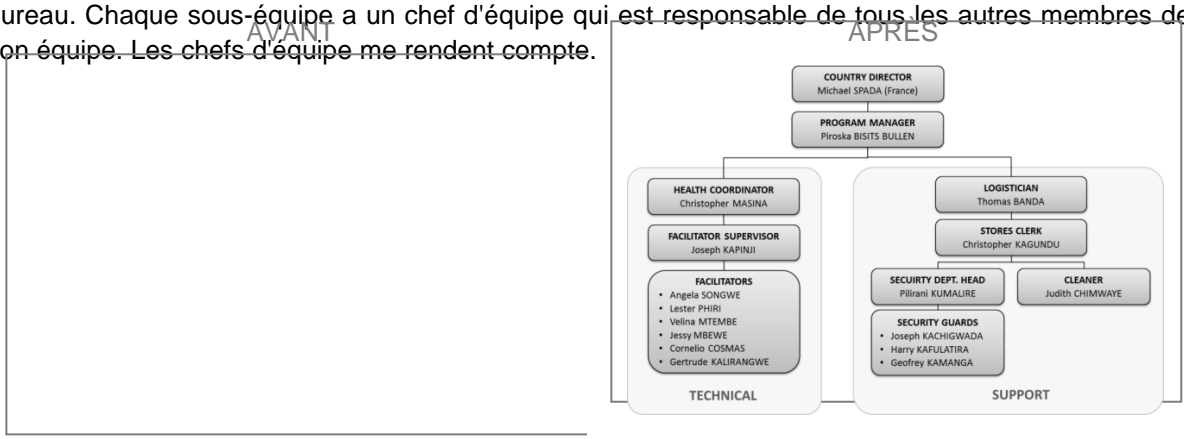 ureau. Chaque sous-équipe a un chef d'équipe qui est responsable de tous les autres membres de
on équipe. Les chefs d'équipe me rendent compte.
AVANT
APRÈS
COUNTRY DIRECTOR
Michael SPADA (France)
PROGRAM MANAGER
Piroska BISITS BULLEN
HEALTH COORDINATOR
Christopher MASINA
FACILITATOR SUPERVISOR
Joseph KAPINJI
FACILITATORS
• Angela SONGWE
• Lester PHIRI
• Velina MTEMBE
• Jessy MBEWE
• Cornelio COSMAS
• Gertrude KALIRANGWE
TECHNICAL
LOGISTICIAN
Thomas BANDA
STORES CLERK
Christopher KAGUNDU
SECUIRTY DEPT. HEAD
Pilirani KUMALIRE
CLEANER
Judith CHIMWAYE
SECURITY GUARDS
• Joseph KACHIGWADA
• Harry KAFULATIRA
• Geofrey KAMANGA
SUPPORT